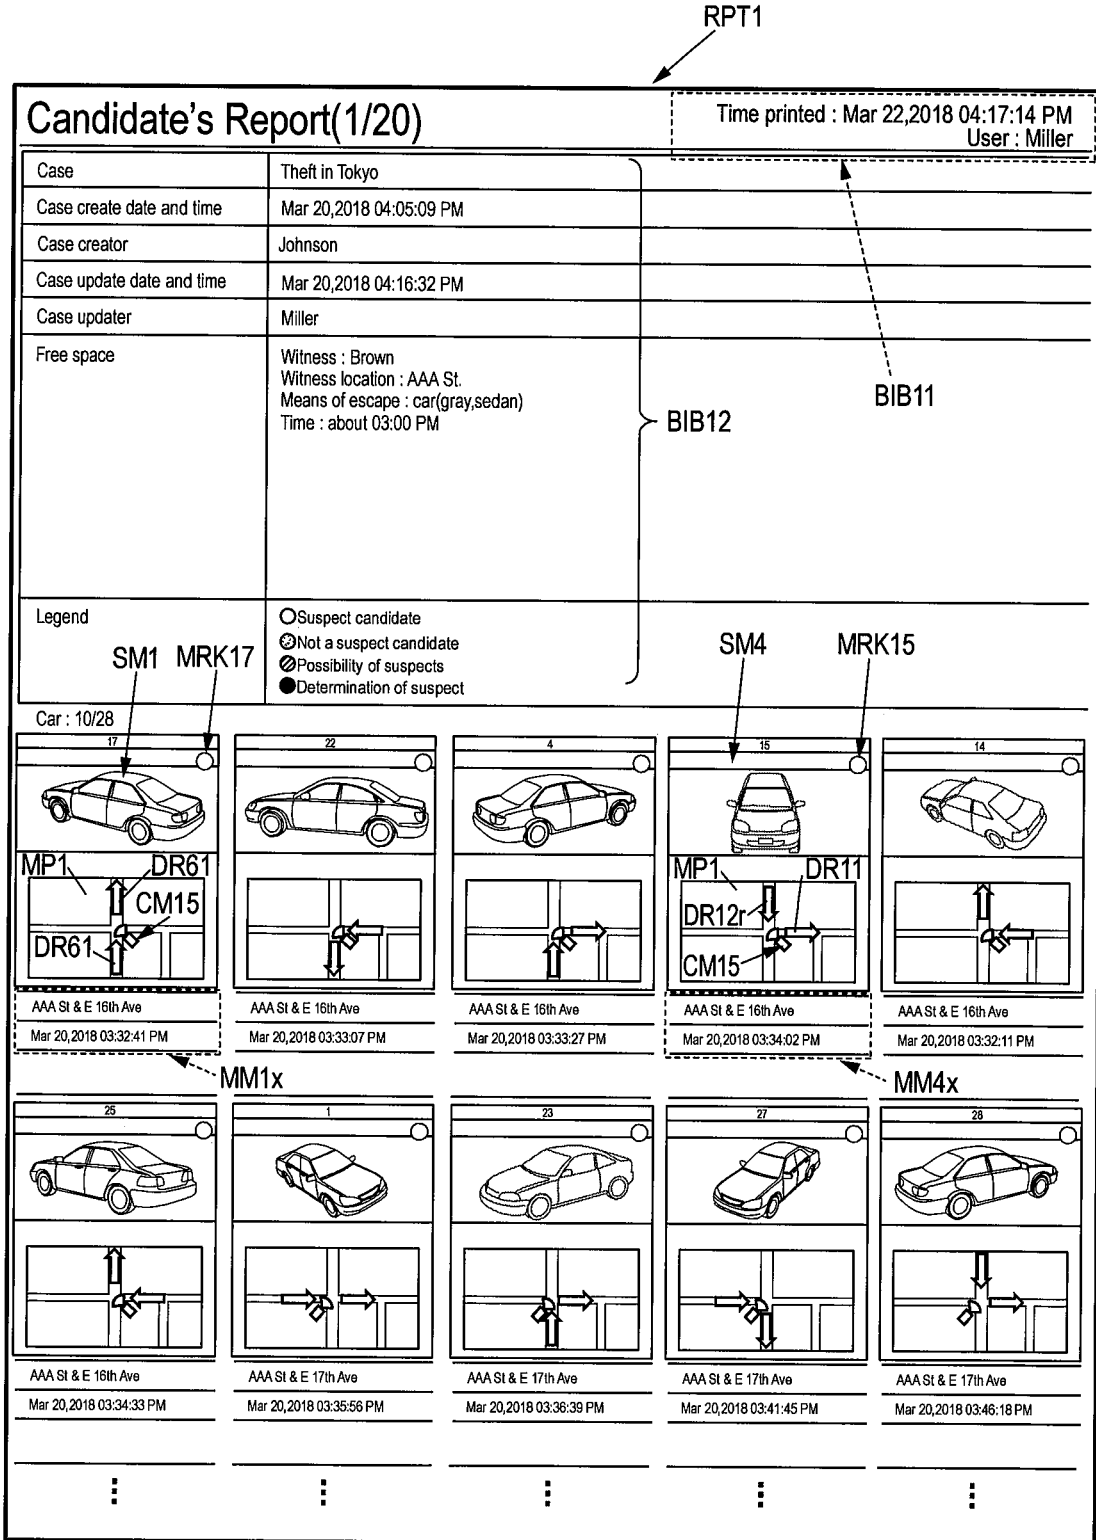 RPT1
Candidate's Report(1/20)
Time printed : Mar 22,2018 04:17:14 PM
User : Miller
Case Theft in Tokyo
Case create date and time Mar 20,2018 04:05:09 PM
Case creator Johnson
Case update date and time Mar 20,2018 04:16:32 PM
Case updater Miller
Free space Witness : Brown
Witness location : AAA St.
Means of escape : car(gray,sedan)
Time : about 03:00 PM
BIB11
BIB12
Legend Suspect candidate
Not a suspect candidate
Possibility of suspects
Determination of suspect
SM1 MRK17 SM4 MRK15
Car : 10/28
17 22 4 15 14
MP1 DR61 MP1 DR11
CM15 DR12r
DR61 CM15
AAA St & E 16th Ave AAA St & E 16th Ave AAA St & E 16th Ave AAA St & E 16th Ave AAA St & E 16th Ave
Mar 20,2018 03:32:41 PM Mar 20,2018 03:33:07 PM Mar 20,2018 03:33:27 PM Mar 20,2018 03:34:02 PM Mar 20,2018 03:32:11 PM
MM1x MM4x
25 1 23 27 28
AAA St & E 16th Ave AAA St & E 17th Ave AAA St & E 17th Ave AAA St & E 17th Ave AAA St & E 17th Ave
Mar 20,2018 03:34:33 PM Mar 20,2018 03:35:56 PM Mar 20,2018 03:36:39 PM Mar 20,2018 03:41:45 PM Mar 20,2018 03:46:18 PM